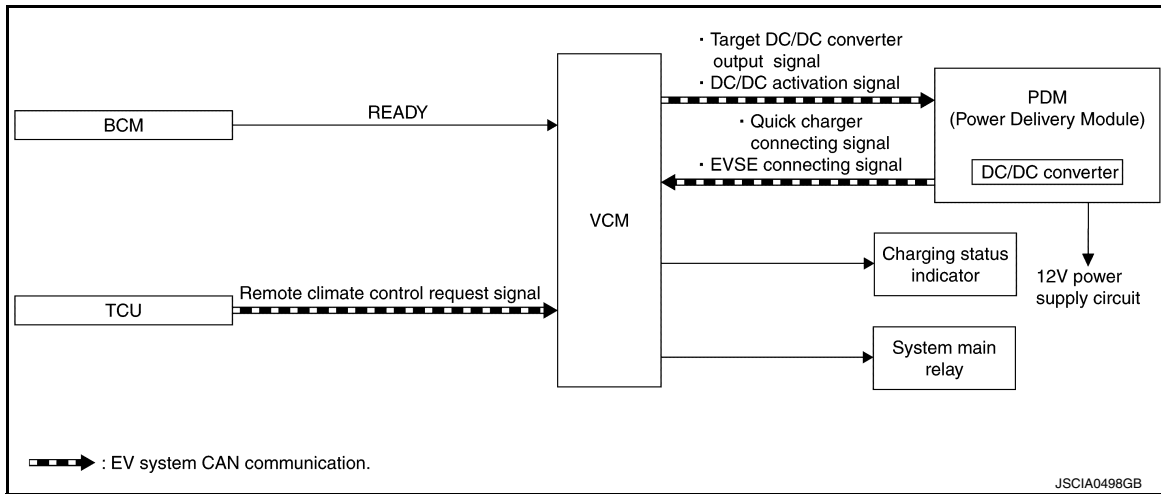 ・Target DC/DC converter
output signal
・DC/DC activation signal
PDM
(Power Delivery Module)
BCM
READY
・Quick charger
connecting signal
・EVSE connecting signal
DC/DC converter
VCM
Charging status
indicator
12V power
supply circuit
TCU
Remote climate control request signal
System main
relay
: EV system CAN communication.
JSCIA0498GB